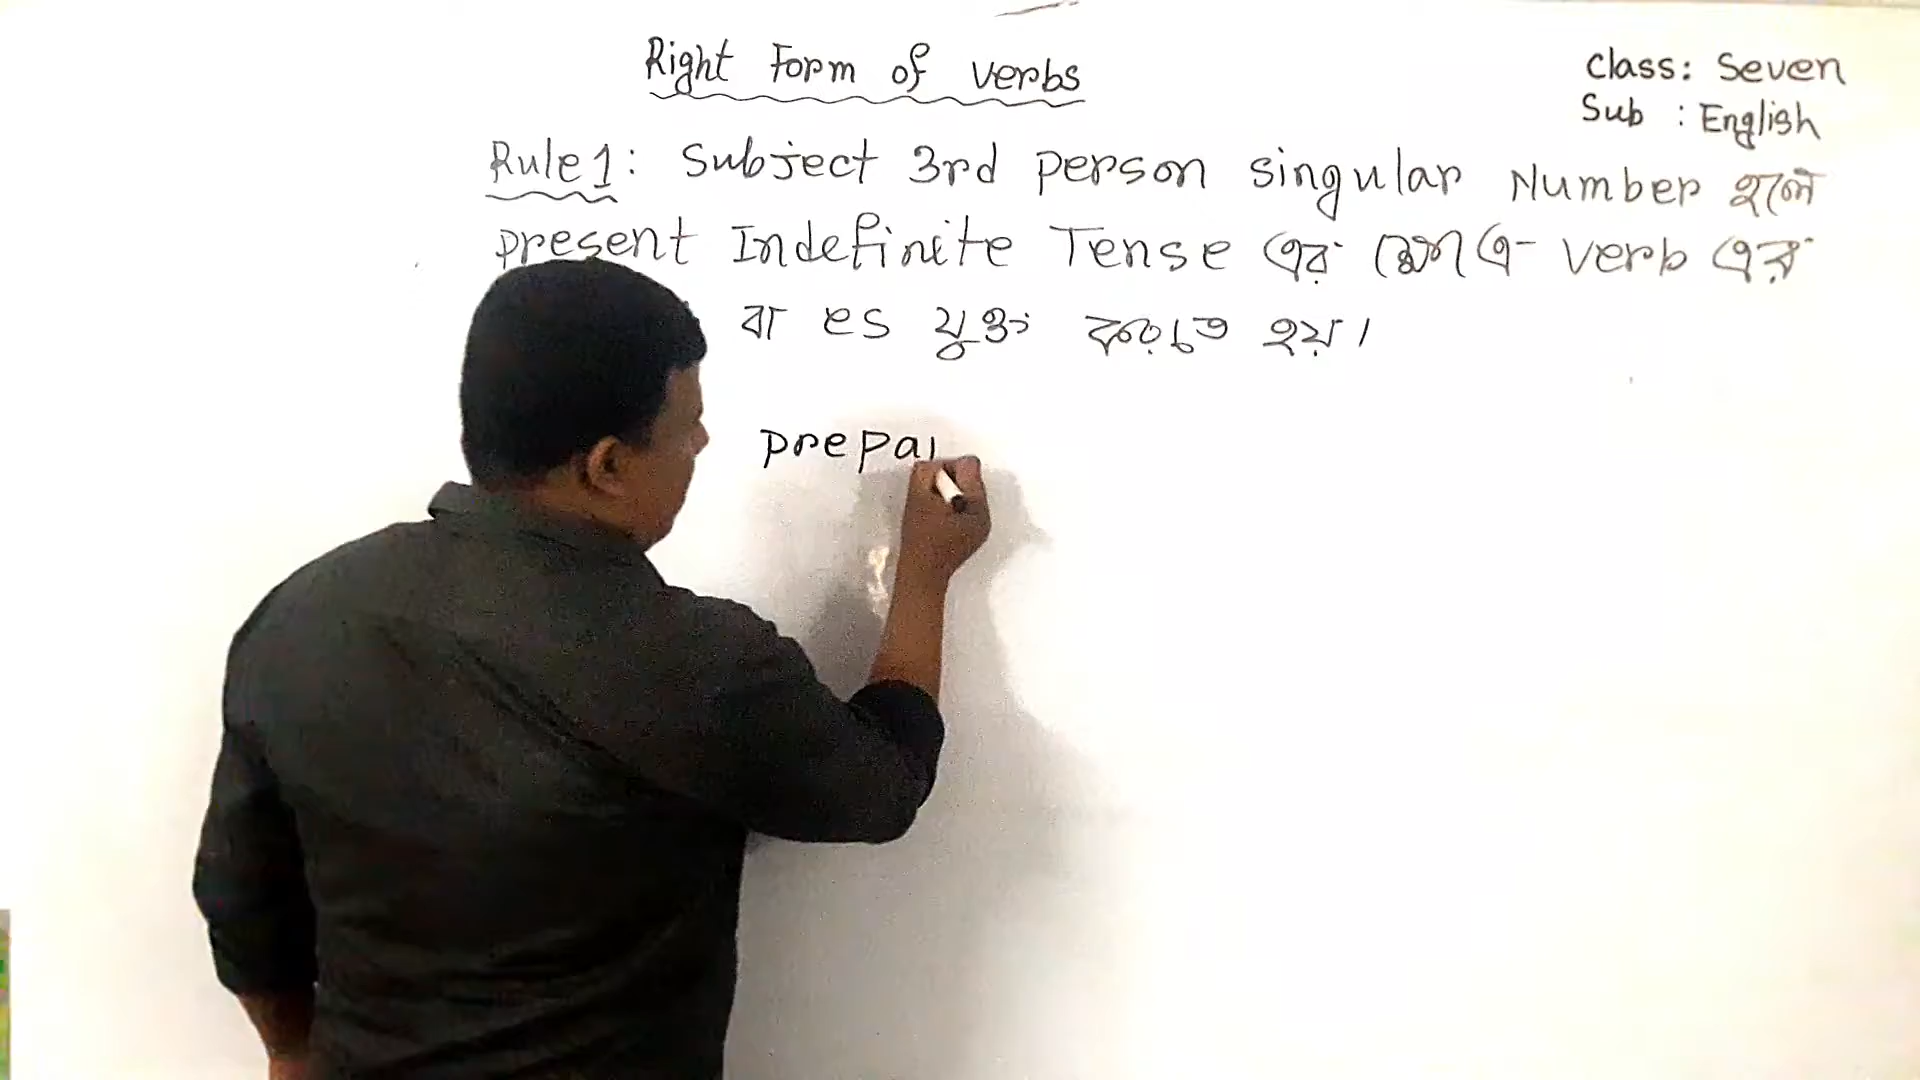 Right Form of verbs
Class: Seven
Sub : English
Rule 1: Subject 3rd person singular Number হলে
present Indefinite Tense এর ক্ষেত্রে verb এর
বা es যুক্ত করতে হয়।
prepar